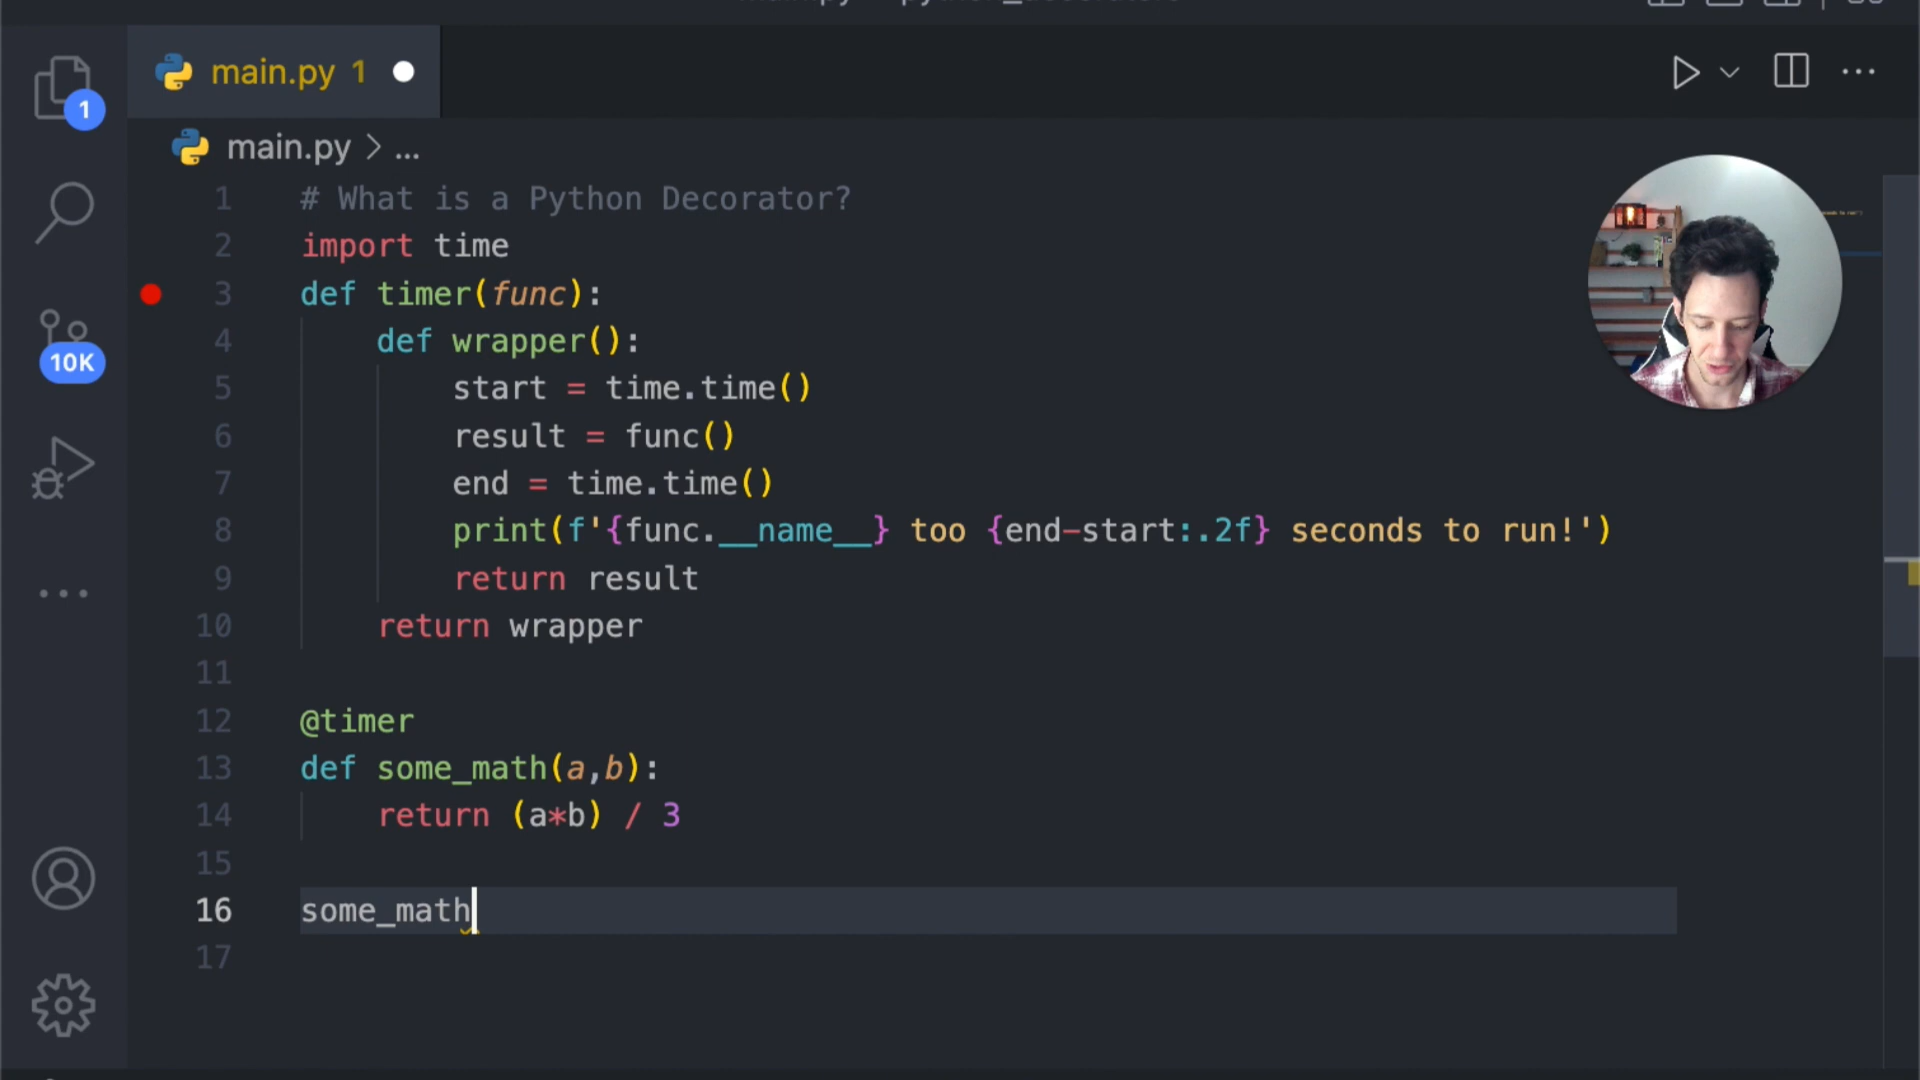 main.py 1
1
main.py > ...
1 # What is a Python Decorator?
2 import time
3 def timer(func):
4 def wrapper():
5 start = time.time()
6 result = func()
7 end = time.time()
8 print(f'{func.__name__} too {end-start:.2f} seconds to run!')
9 return result
10 return wrapper
11
12 @timer
13 def some_math(a,b):
14 return (a*b) / 3
15
16 some_math
17
10K